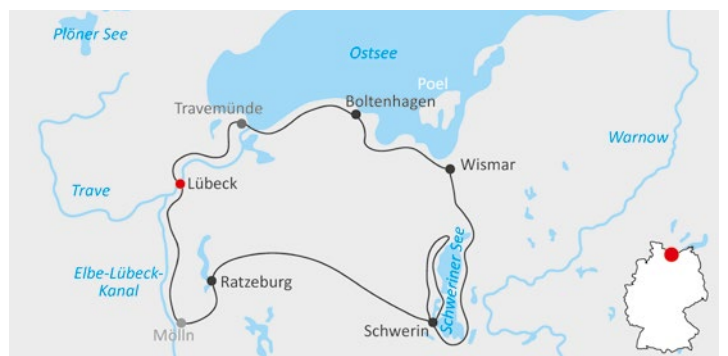 Plöner See
Ostsee
Poel
Travemünde
Boltenhagen
Warnow
Wismar
Trave
Lübeck
Elbe-Lübeck-
Kanal
Ratzeburg
Schweriner See
Mölln
Schwerin